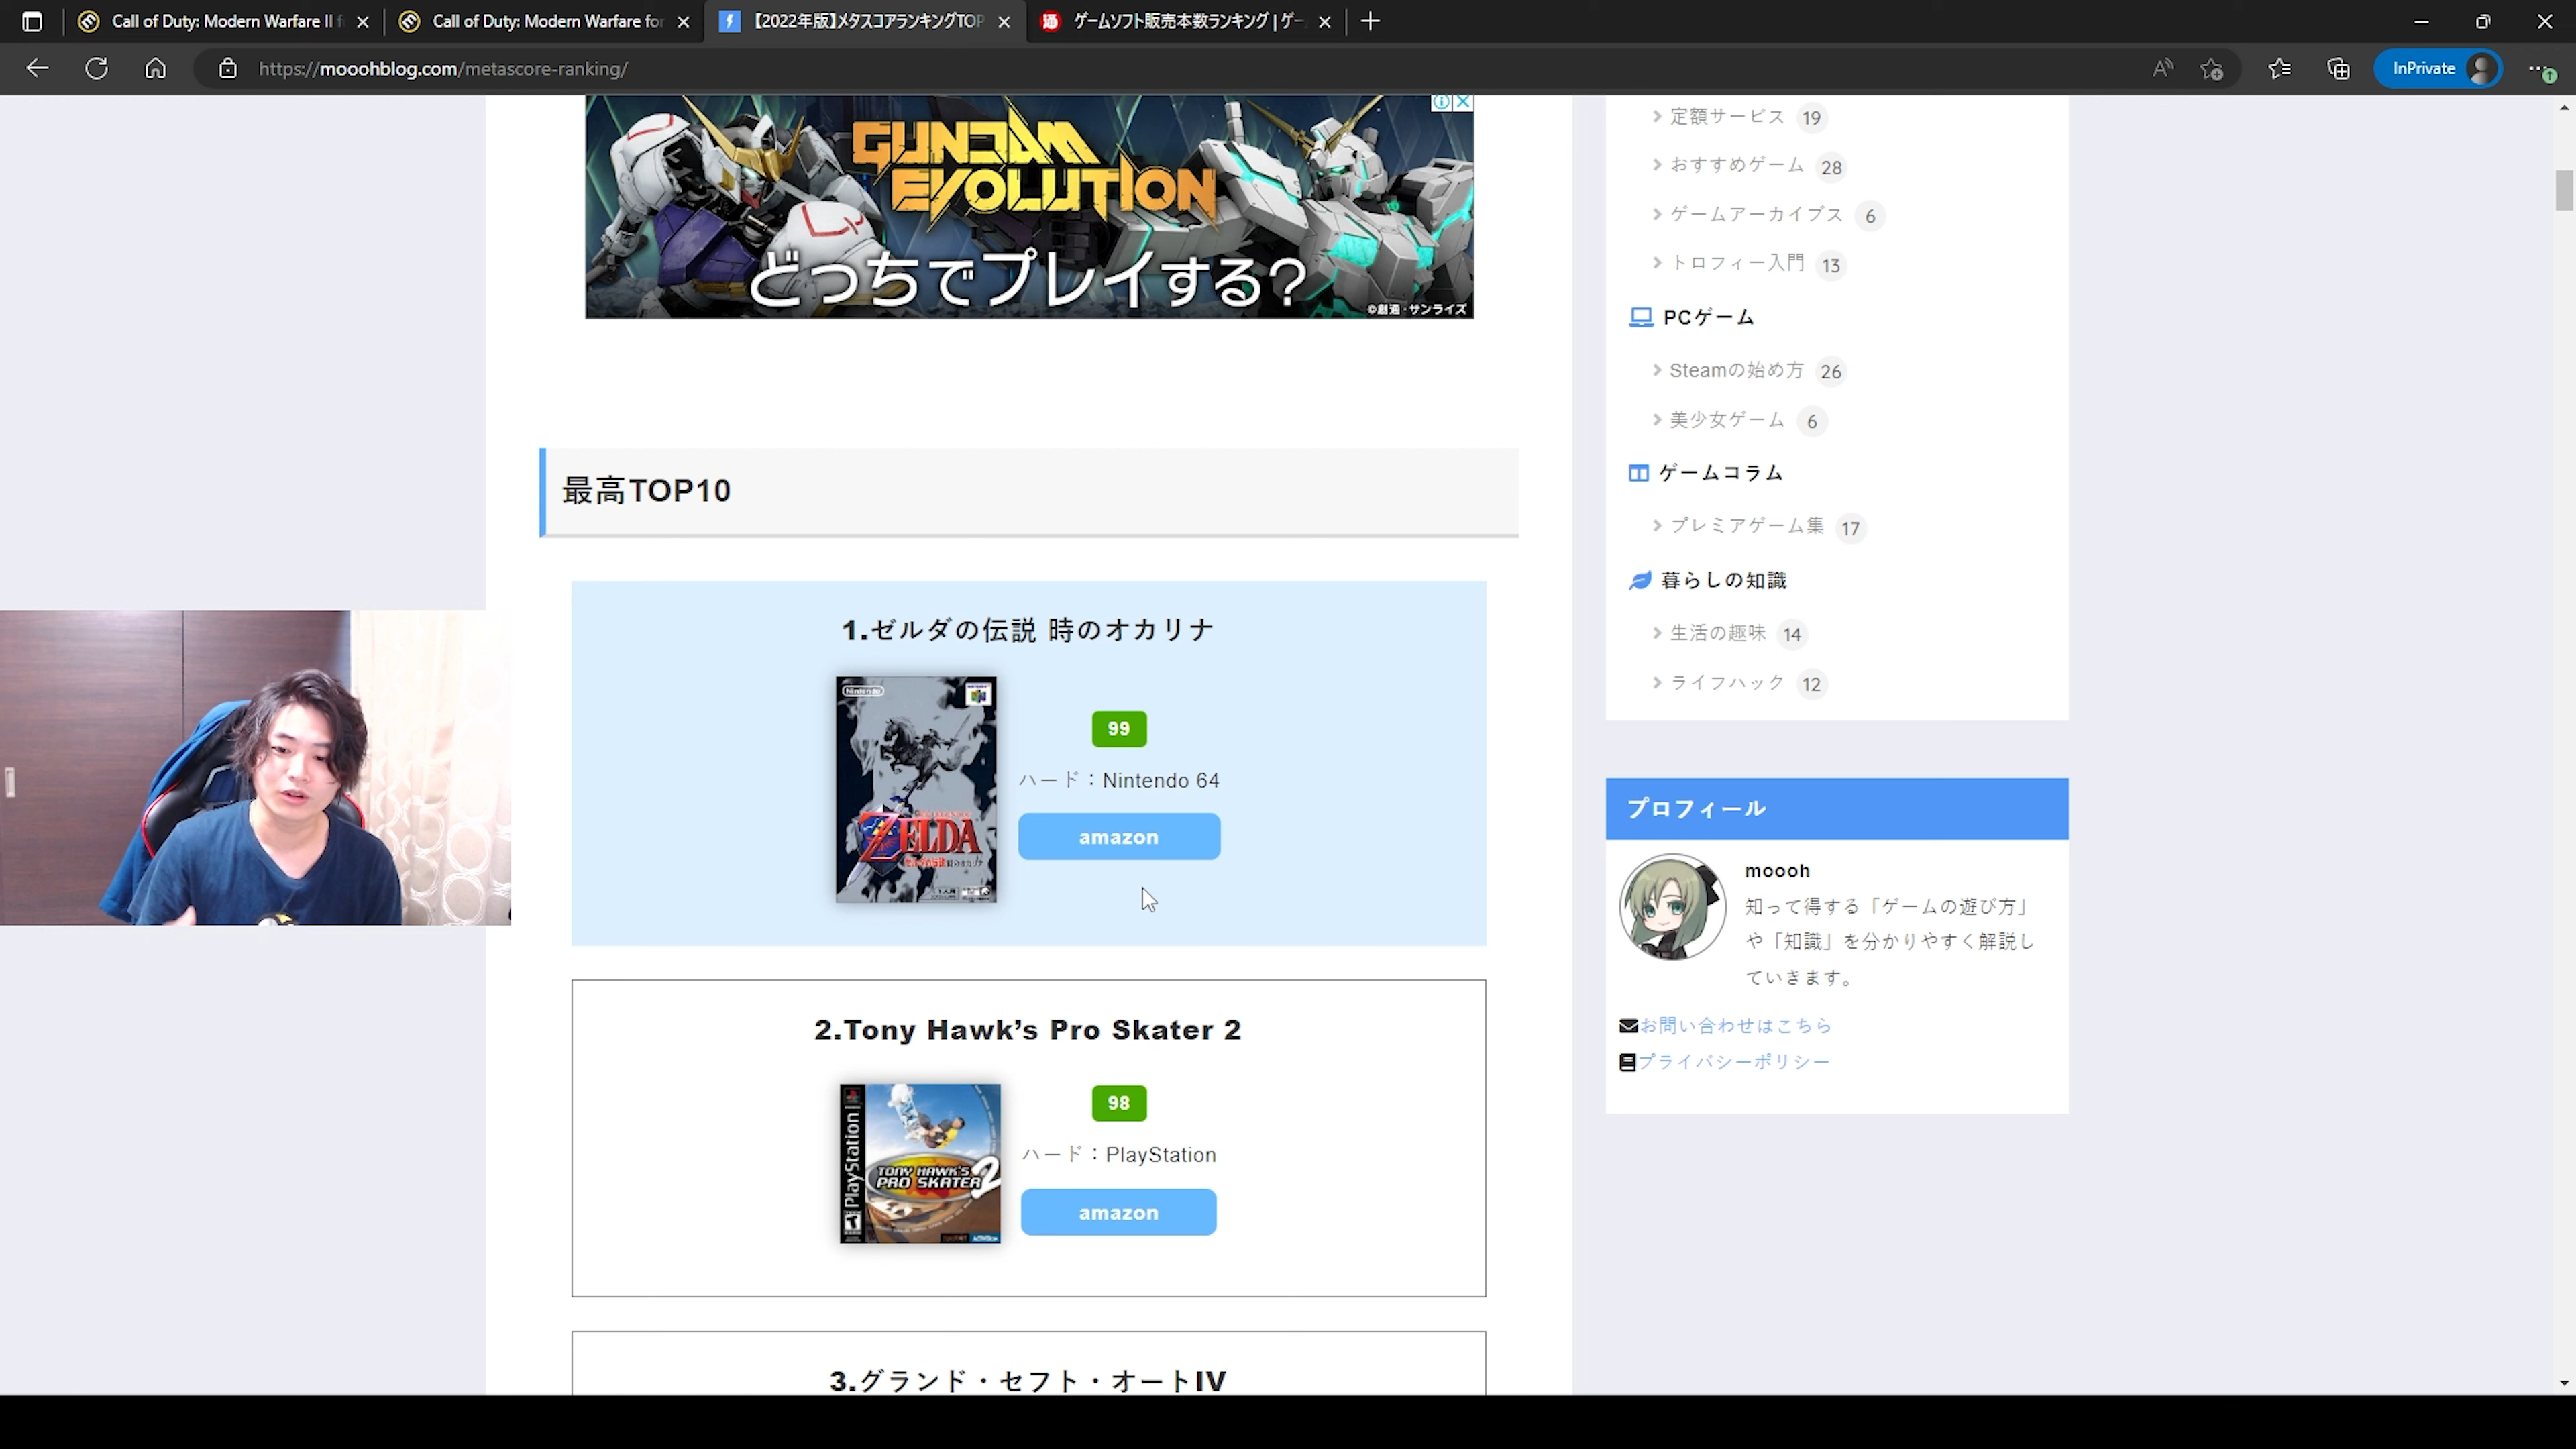 Call of Duty: Modern Warfare II f
Call of Duty: Modern Warfare for
【2022年版】メタスコアランキングTOP
ゲームソフト販売本数ランキング | ゲー
https://mooohblog.com/metascore-ranking/
InPrivate
GUNDAM
EVOLUTION
どっちでプレイする?
©創通・サンライズ
最高TOP10
1.ゼルダの伝説 時のオカリナ
Nintendo
ZELDA
99
ハード：Nintendo 64
amazon
2.Tony Hawk’s Pro Skater 2
PlayStation
TONY HAWK'S
PRO SKATER 2
98
ハード：PlayStation
amazon
3.グランド・セフト・オートIV
定額サービス 19
おすすめゲーム 28
ゲームアーカイブス 6
トロフィー入門 13
PCゲーム
Steamの始め方 26
美少女ゲーム 6
ゲームコラム
プレミアゲーム集 17
暮らしの知識
生活の趣味 14
ライフハック 12
プロフィール
moooh
知って得する「ゲームの遊び方」
や「知識」を分かりやすく解説し
ていきます。
お問い合わせはこちら
プライバシーポリシー